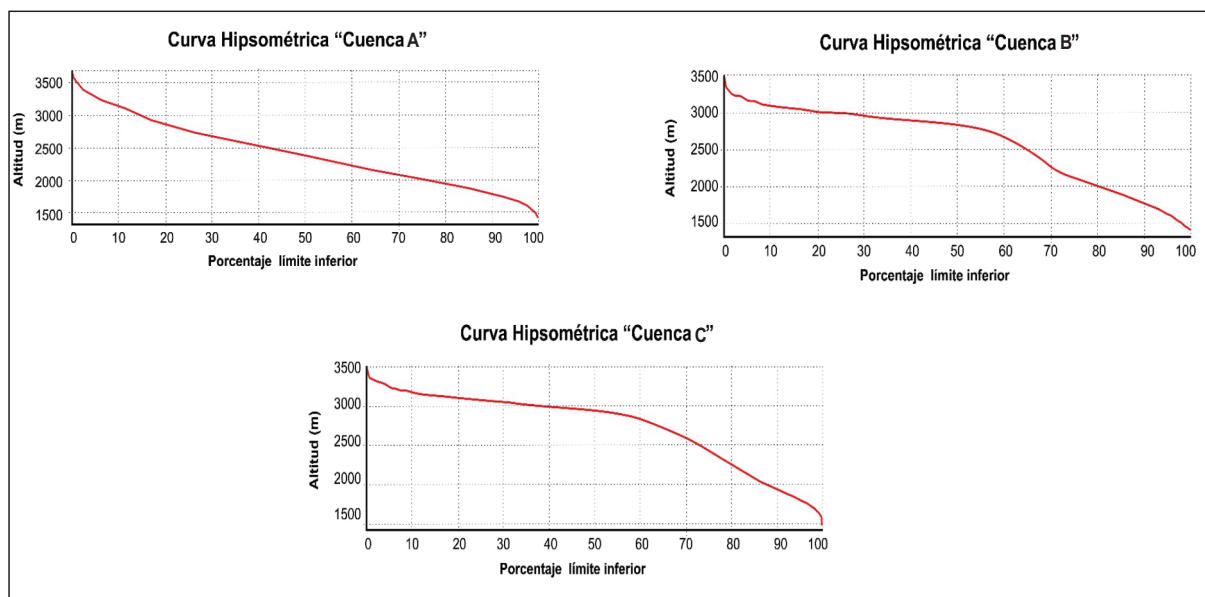 Curva Hipsométrica “Cuenca A”
Altitud (m)
3500
3000
2500
2000
1500
0 10 20 30 40 50 60 70 80 90 100
Porcentaje límite inferior
Curva Hipsométrica “Cuenca B”
Altitud (m)
3500
3000
2500
2000
1500
0 10 20 30 40 50 60 70 80 90 100
Porcentaje límite inferior
Curva Hipsométrica “Cuenca C”
Altitud (m)
3500
3000
2500
2000
1500
0 10 20 30 40 50 60 70 80 90 100
Porcentaje límite inferior